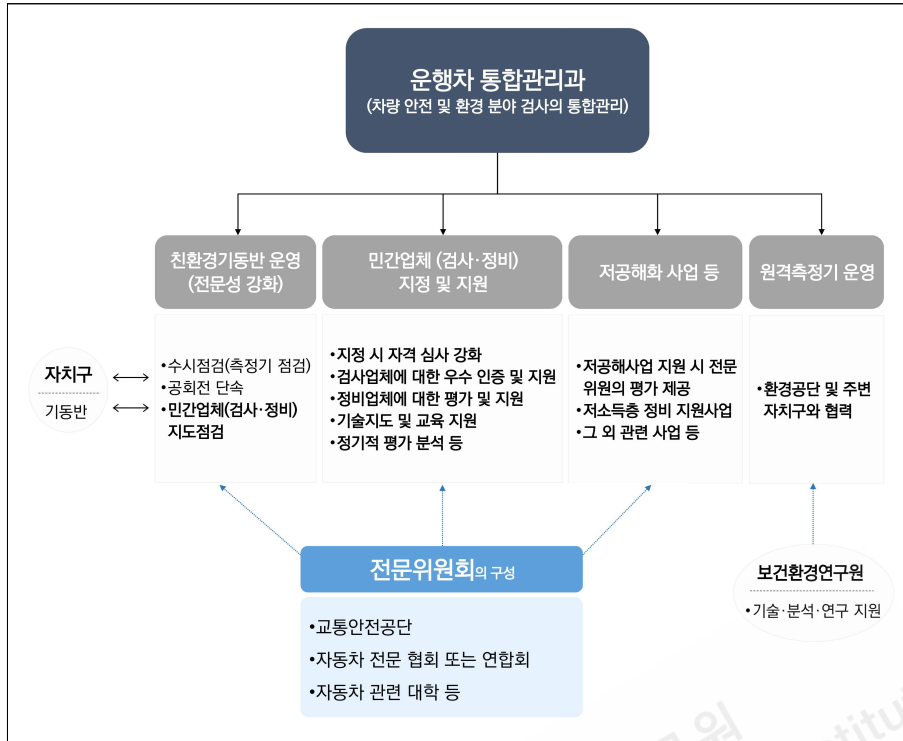 운행차 통합관리과
(차량 안전 및 환경 분야 검사의 통합관리)
친환경기동반 운영
(전문성 강화)
민간업체 (검사·정비)
지정 및 지원
저공해화 사업 등
원격측정기 운영
자치구
기동반
•수시점검(측정기 점검)
•공회전 단속
•민간업체(검사·정비)
지도점검
•지정 시 자격 심사 강화
•검사업체에 대한 우수 인증 및 지원
•정비업체에 대한 평가 및 지원
•기술지도 및 교육 지원
•정기적 평가 분석 등
•저공해사업 지원 시 전문
위원의 평가 제공
•저소득층 정비 지원사업
•그 외 관련 사업 등
•환경공단 및 주변
자치구와 협력
전문위원회의 구성
•교통안전공단
•자동차 전문 협회 또는 연합회
•자동차 관련 대학 등
보건환경연구원
•기술·분석·연구 지원